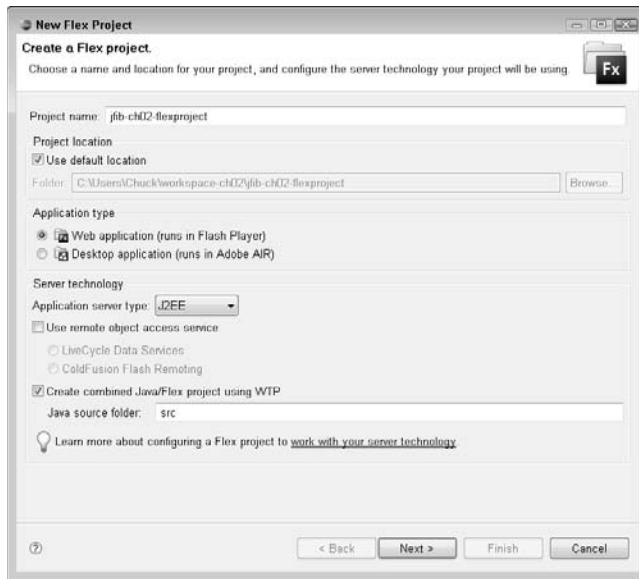 New Flex Project
Create a Flex project.
Choose a name and location for your project, and configure the server technology your project will be using.
Fx
Project name: jfib-ch02-flexproject
Project location
Use default location
Folder: C:\Users\Chuck\workspace-ch02\jfib-ch02-flexproject Browse...
Application type
Web application (runs in Flash Player)
Desktop application (runs in Adobe AIR)
Server technology
Application server type: J2EE
Use remote object access service
LiveCycle Data Services
ColdFusion Flash Remoting
Create combined Java/Flex project using WTP
Java source folder: src
Learn more about configuring a Flex project to work with your server technology.
? < Back Next > Finish Cancel